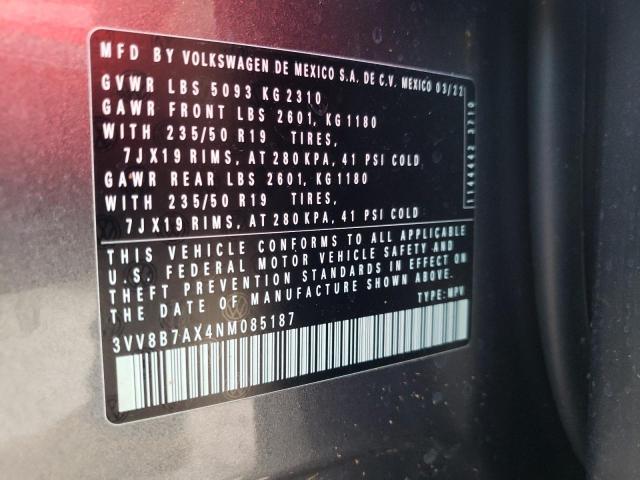 MFD BY VOLKSWAGEN DE MEXICO S.A. DE C.V. MEXICO 03/22
GVWR LBS 5093 KG 2310
GAWR FRONT LBS 2601, KG 1180
WITH 235/50 R19 TIRES,
7JX19 RIMS, AT 280 KPA, 41 PSI COLD
GAWR REAR LBS 2601, KG 1180
WITH 235/50 R19 TIRES,
7JX19 RIMS, AT 280 KPA, 41 PSI COLD
THIS VEHICLE CONFORMS TO ALL APPLICABLE
U.S. FEDERAL MOTOR VEHICLE SAFETY AND
THEFT PREVENTION STANDARDS IN EFFECT ON
THE DATE OF MANUFACTURE SHOWN ABOVE.
TYPE: MPV
3VV8B7AX4NM085187